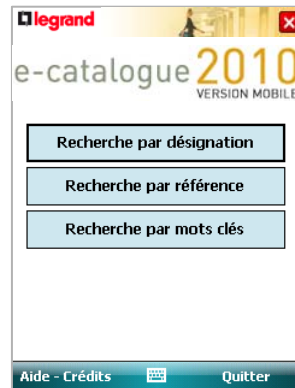 legrand
e-catalogue 2010
VERSION MOBILE
Recherche par désignation
Recherche par référence
Recherche par mots clés
Aide - Crédits Quitter